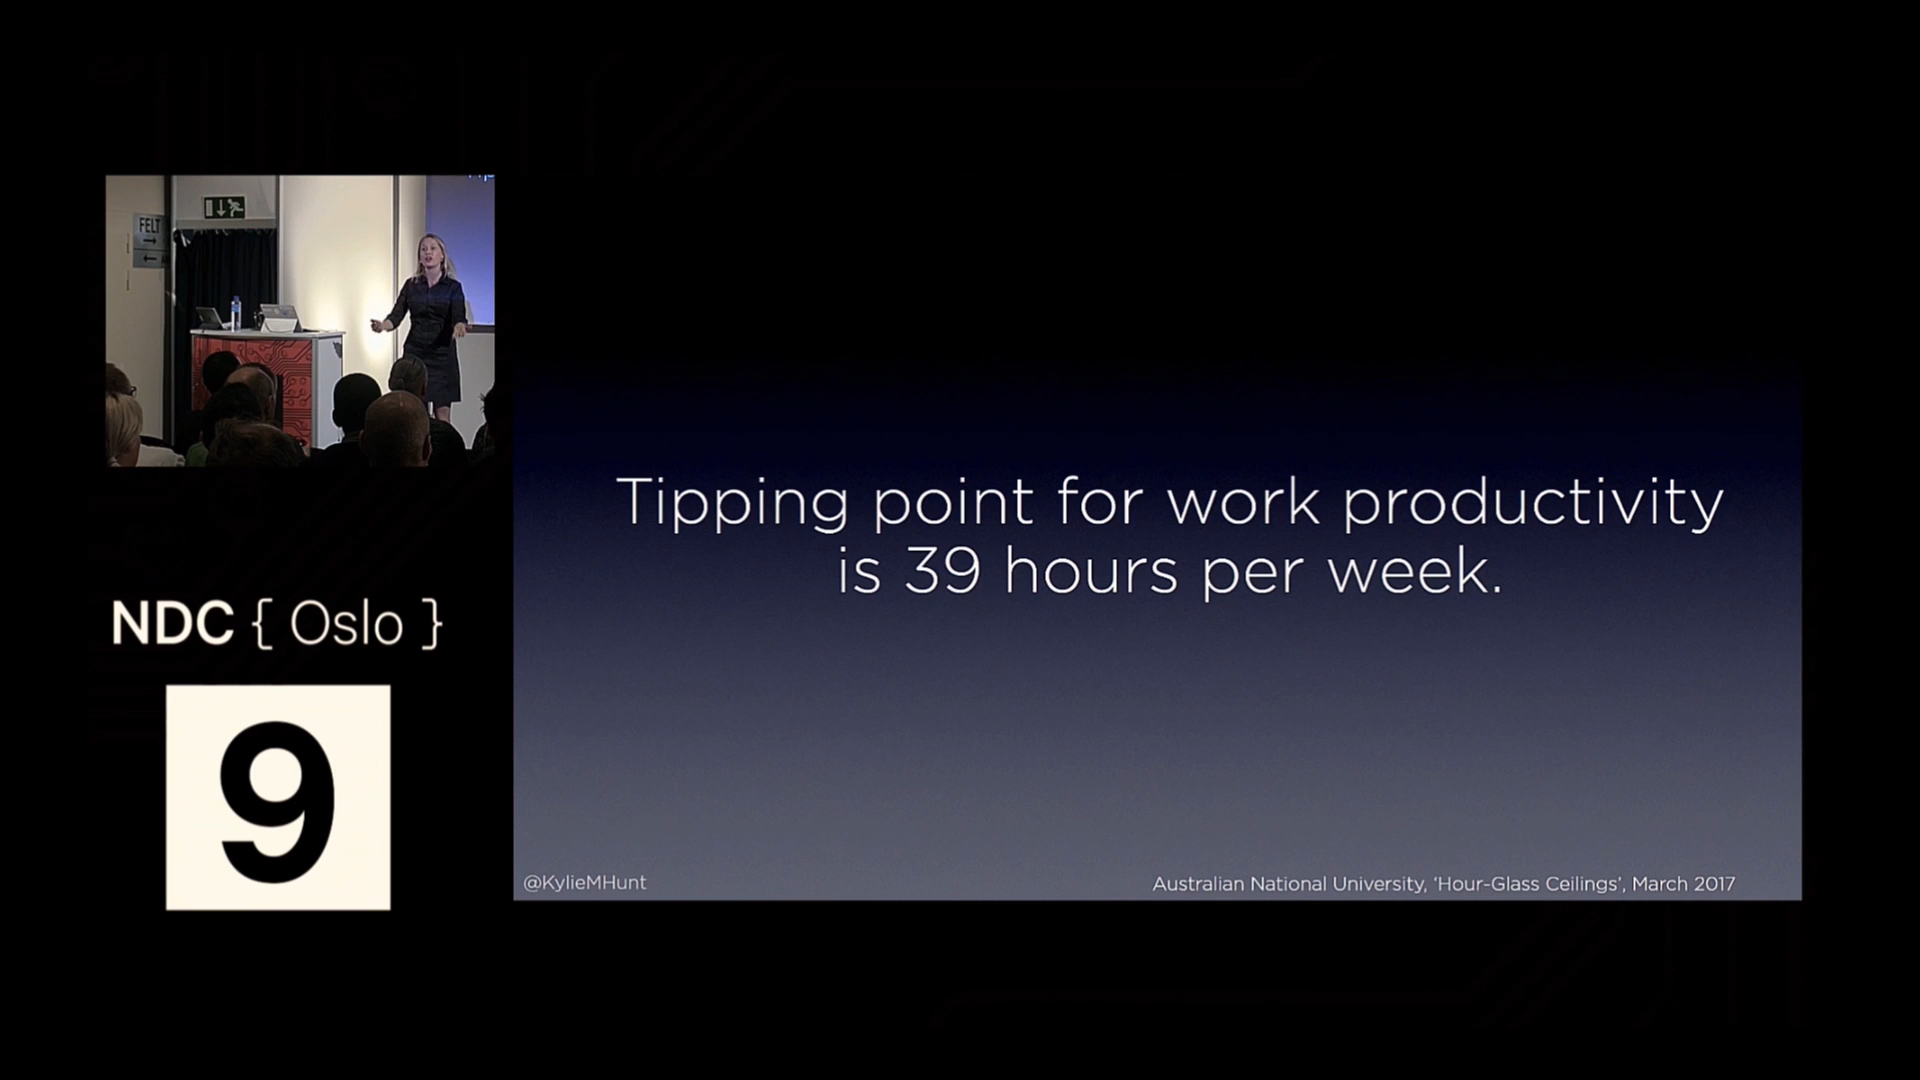 FELT
NDC { Oslo }
9
Tipping point for work productivity
is 39 hours per week.
@KylieMHunt
Australian National University, ‘Hour-Glass Ceilings’, March 2017